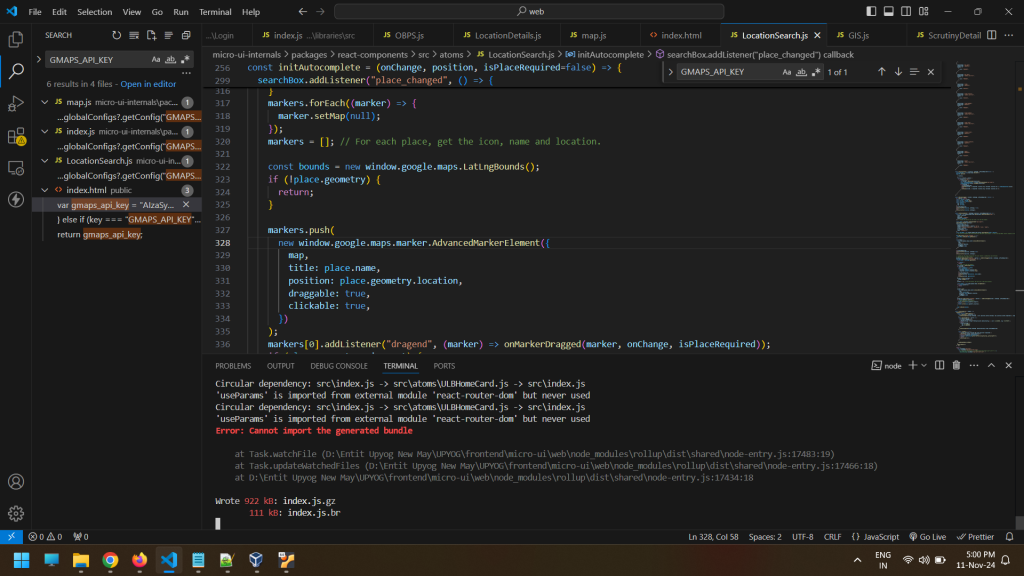 File Edit Selection View Go Run Terminal Help
web
SEARCH
GMAPS_API_KEY
Aa ab .*
6 results in 4 files - Open in editor
JS map.js micro-ui-internals\pac... 1
...globalConfigs?.getConfig("GMAPS...
JS index.js micro-ui-internals\pa... 1
...globalConfigs?.getConfig("GMAPS...
JS LocationSearch.js micro-ui-in... 1
...globalConfigs?.getConfig("GMAPS...
<> index.html public 3
var gmaps_api_key = "AIzaSy...
} else if (key === "GMAPS_API_KEY"...
return gmaps_api_key;
...Login
JS index.js ...\libraries\src
JS OBPS.js
JS LocationDetails.js
JS map.js
<> index.html
JS LocationSearch.js
JS GIS.js
JS ScrutinyDetail
micro-ui-internals > packages > react-components > src > atoms > JS LocationSearch.js > initAutocomplete > searchBox.addListener("place_changed") callback
GMAPS_API_KEY Aa ab .* 1 of 1
256 const initAutocomplete = (onChange, position, isPlaceRequired=false) => {
299 searchBox.addListener("place_changed", () => {
316 }
317 markers.forEach((marker) => {
318 marker.setMap(null);
319 });
320 markers = []; // For each place, get the icon, name and location.
321
322 const bounds = new window.google.maps.LatLngBounds();
323 if (!place.geometry) {
324 return;
325 }
326
327 markers.push(
328 new window.google.maps.marker.AdvancedMarkerElement({
329 map,
330 title: place.name,
331 position: place.geometry.location,
332 draggable: true,
333 clickable: true,
334 })
335 );
336 markers[0].addListener("dragend", (marker) => onMarkerDragged(marker, onChange, isPlaceRequired));
PROBLEMS OUTPUT DEBUG CONSOLE TERMINAL PORTS
node
Circular dependency: src\index.js -> src\atoms\ULBHomeCard.js -> src\index.js
'useParams' is imported from external module 'react-router-dom' but never used
Circular dependency: src\index.js -> src\atoms\ULBHomeCard.js -> src\index.js
'useParams' is imported from external module 'react-router-dom' but never used
Error: Cannot import the generated bundle
at Task.watchFile (D:\Entit Upyog New May\UPYOG\frontend\micro-ui\web\node_modules\rollup\dist\shared\node-entry.js:17483:19)
at Task.updateWatchedFiles (D:\Entit Upyog New May\UPYOG\frontend\micro-ui\web\node_modules\rollup\dist\shared\node-entry.js:17466:18)
at D:\Entit Upyog New May\UPYOG\frontend\micro-ui\web\node_modules\rollup\dist\shared\node-entry.js:17434:18
Wrote 922 kB: index.js.gz
111 kB: index.js.br
0 0 0
Ln 328, Col 58 Spaces: 2 UTF-8 CRLF {} JavaScript Go Live Prettier
ENG
IN
5:00 PM
11-Nov-24